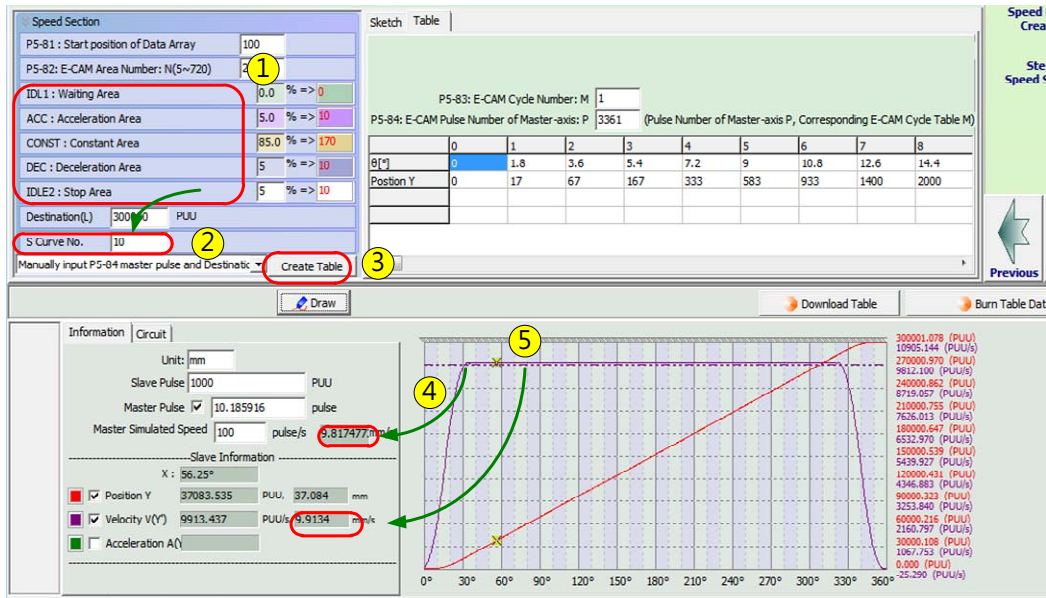 Speed Section
P5-81 : Start position of Data Array 100
P5-82: E-CAM Area Number: N(5~720) 2
1
IDL1 : Waiting Area 0.0 % => 0
ACC : Acceleration Area 5.0 % => 10
CONST : Constant Area 85.0 % => 170
DEC : Deceleration Area 5 % => 10
IDLE2 : Stop Area 5 % => 10
Destination(L) PUU
S Curve No. 10
2
Manually input P5-84 master pulse and Destinatic
Create Table
3
Sketch Table
P5-83: E-CAM Cycle Number: M 1
P5-84: E-CAM Pulse Number of Master-axis: P 3361 (Pulse Number of Master-axis P, Corresponding E-CAM Cycle Table M)
0 1 2 3 4 5 6 7 8
θ[°] 0 1.8 3.6 5.4 7.2 9 10.8 12.6 14.4
Postion Y 0 17 67 167 333 583 933 1400 2000
Speed
Crea
Ste
Speed S
Previous
Draw
Download Table
Burn Table Dat
Information Circuit
Unit: mm
Slave Pulse 1000 PUU
Master Pulse 10.185916 pulse
Master Simulated Speed 100 pulse/s 9.817477 mm/
Slave Information
X : 56.25°
Position Y 37083.535 PUU, 37.084 mm
Velocity V(Y') 9913.437 PUU/s 9.9134 mm/s
Acceleration A(Y
4
5
300001.078 (PUU)
10905.144 (PUU/s)
270000.970 (PUU)
9812.100 (PUU/s)
240000.862 (PUU)
8719.057 (PUU/s)
210000.755 (PUU)
7626.013 (PUU/s)
180000.647 (PUU)
6532.970 (PUU/s)
150000.539 (PUU)
5439.927 (PUU/s)
120000.431 (PUU)
4346.883 (PUU/s)
90000.323 (PUU)
3253.840 (PUU/s)
60000.216 (PUU)
2160.797 (PUU/s)
30000.108 (PUU)
1067.753 (PUU/s)
0.000 (PUU)
-25.290 (PUU/s)
0° 30° 60° 90° 120° 150° 180° 210° 240° 270° 300° 330° 360°